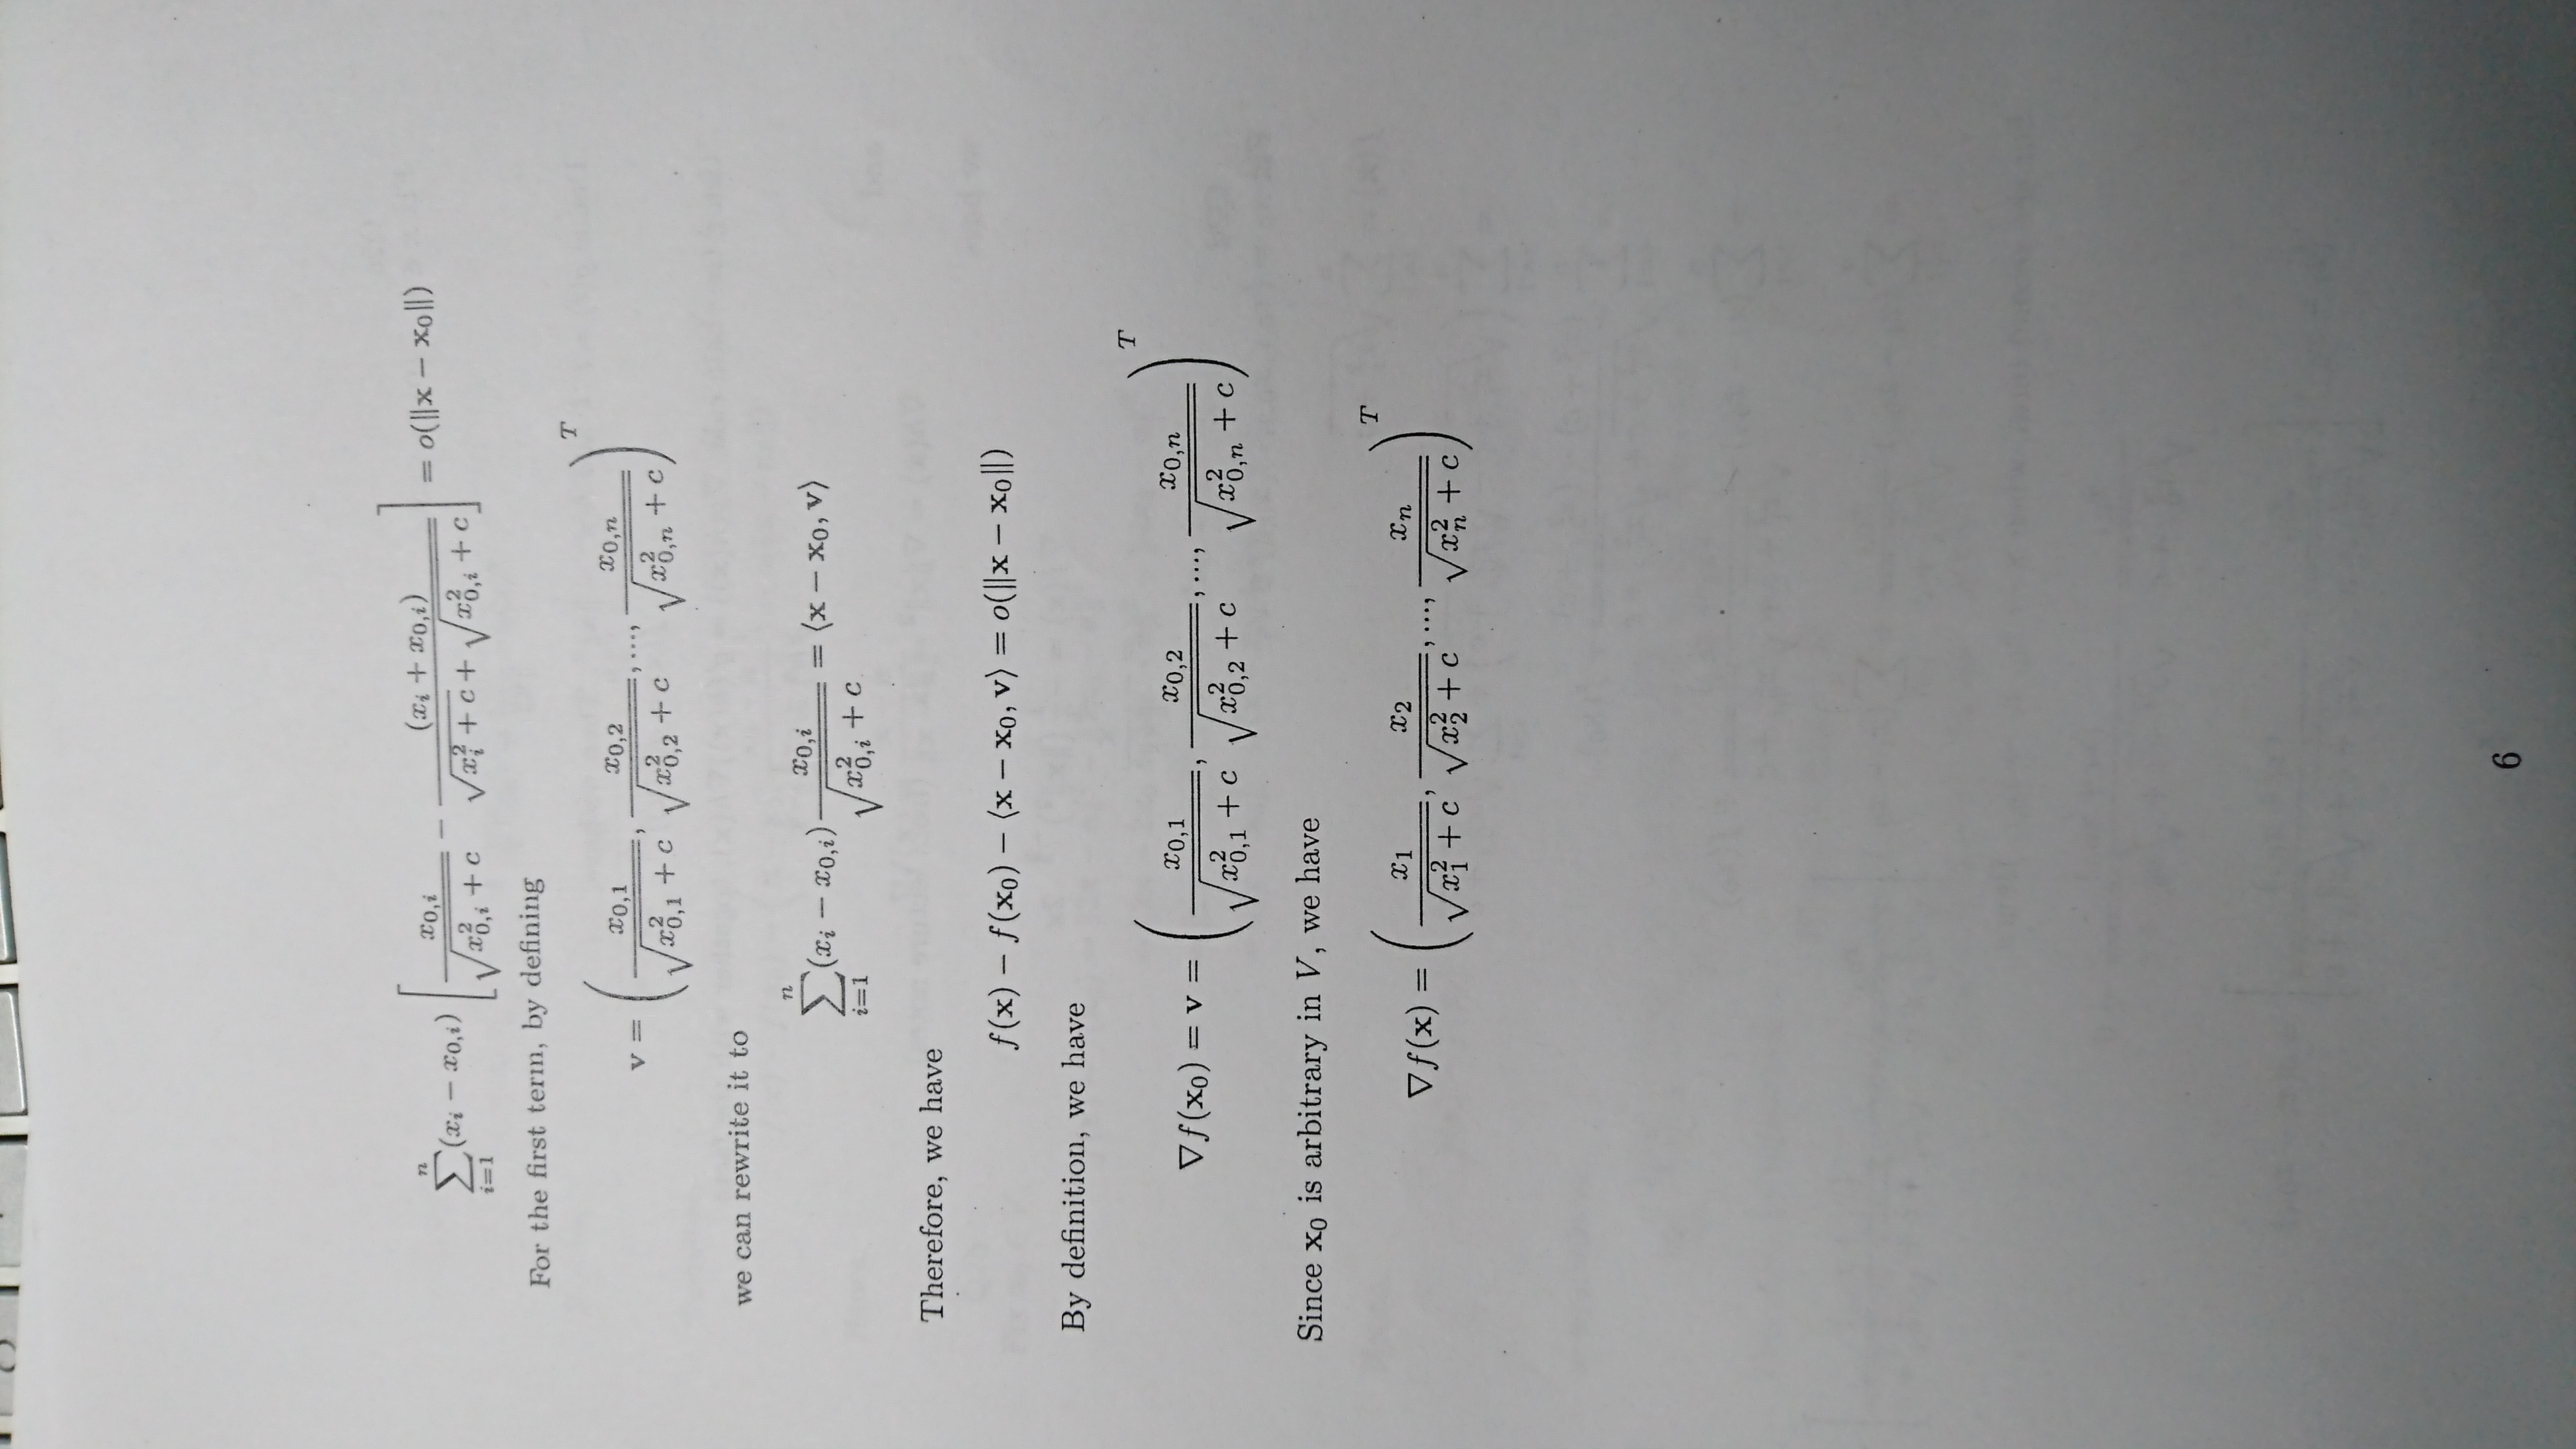 \sum_{i=1}^{n} (x_i - x_{0,i}) \left[ \frac{x_{0,i}}{\sqrt{x_{0,i}^2 + c}} - \frac{(x_i + x_{0,i})}{\sqrt{x_i^2 + c} + \sqrt{x_{0,i}^2 + c}} \right] = o(\|\mathbf{x} - \mathbf{x}_0\|)
For the first term, by defining
\mathbf{v} = \left( \frac{x_{0,1}}{\sqrt{x_{0,1}^2 + c}}, \frac{x_{0,2}}{\sqrt{x_{0,2}^2 + c}}, ..., \frac{x_{0,n}}{\sqrt{x_{0,n}^2 + c}} \right)^T
we can rewrite it to
\sum_{i=1}^{n} (x_i - x_{0,i}) \frac{x_{0,i}}{\sqrt{x_{0,i}^2 + c}} = \langle \mathbf{x} - \mathbf{x}_0, \mathbf{v} \rangle
Therefore, we have
f(\mathbf{x}) - f(\mathbf{x}_0) - \langle \mathbf{x} - \mathbf{x}_0, \mathbf{v} \rangle = o(\|\mathbf{x} - \mathbf{x}_0\|)
By definition, we have
\nabla f(\mathbf{x}_0) = \mathbf{v} = \left( \frac{x_{0,1}}{\sqrt{x_{0,1}^2 + c}}, \frac{x_{0,2}}{\sqrt{x_{0,2}^2 + c}}, ..., \frac{x_{0,n}}{\sqrt{x_{0,n}^2 + c}} \right)^T
Since \mathbf{x}_0 is arbitrary in V, we have
\nabla f(\mathbf{x}) = \left( \frac{x_1}{\sqrt{x_1^2 + c}}, \frac{x_2}{\sqrt{x_2^2 + c}}, ..., \frac{x_n}{\sqrt{x_n^2 + c}} \right)^T
6